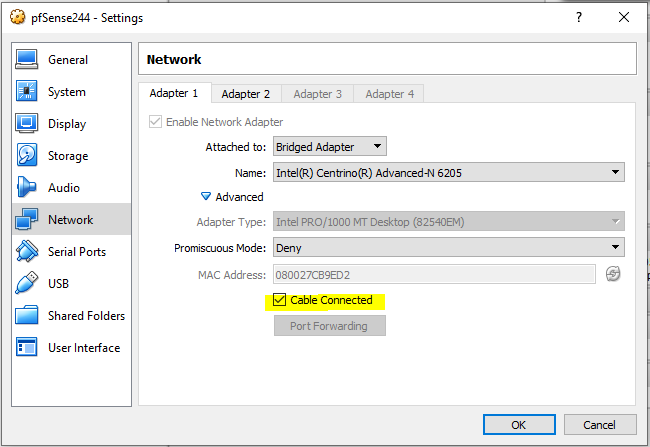 pfSense244 - Settings
?
General
System
Display
Storage
Audio
Network
Serial Ports
USB
Shared Folders
User Interface
Network
Adapter 1 Adapter 2 Adapter 3 Adapter 4
Enable Network Adapter
Attached to: Bridged Adapter
Name: Intel(R) Centrino(R) Advanced-N 6205
Advanced
Adapter Type: Intel PRO/1000 MT Desktop (82540EM)
Promiscuous Mode: Deny
MAC Address: 080027CB9ED2
Cable Connected
Port Forwarding
OK Cancel